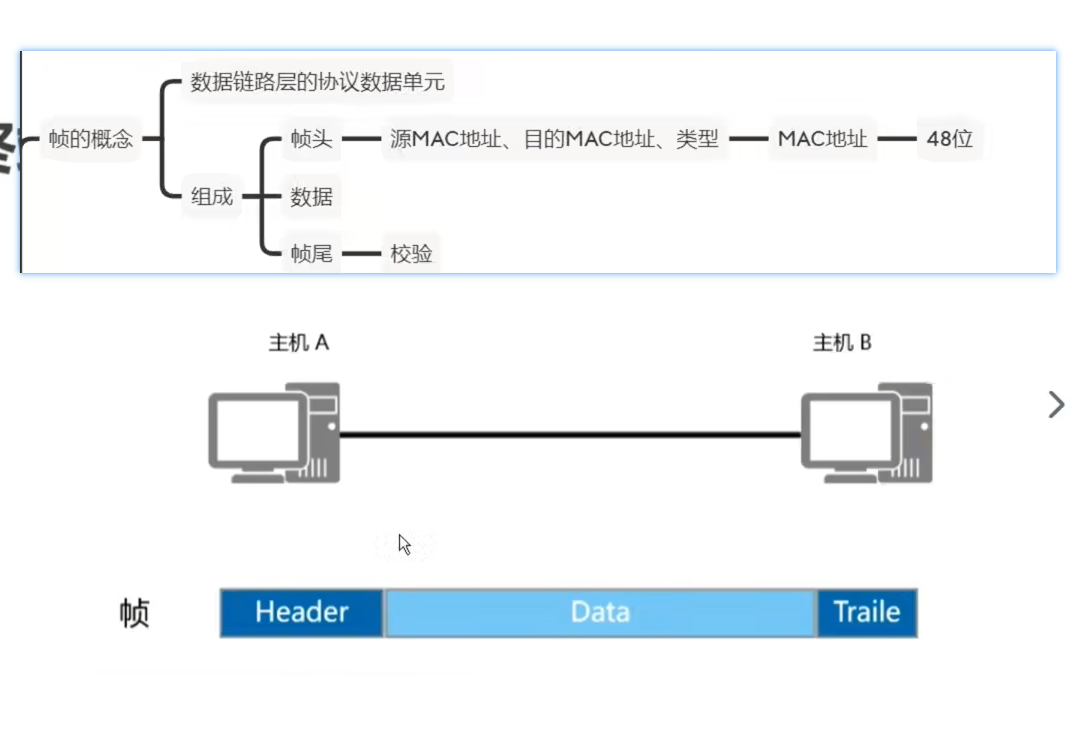 数据链路层的协议数据单元
帧的概念
帧头 源MAC地址、目的MAC地址、类型 MAC地址 48位
组成 数据
帧尾 校验
主机 A 主机 B
帧 Header Data Traile